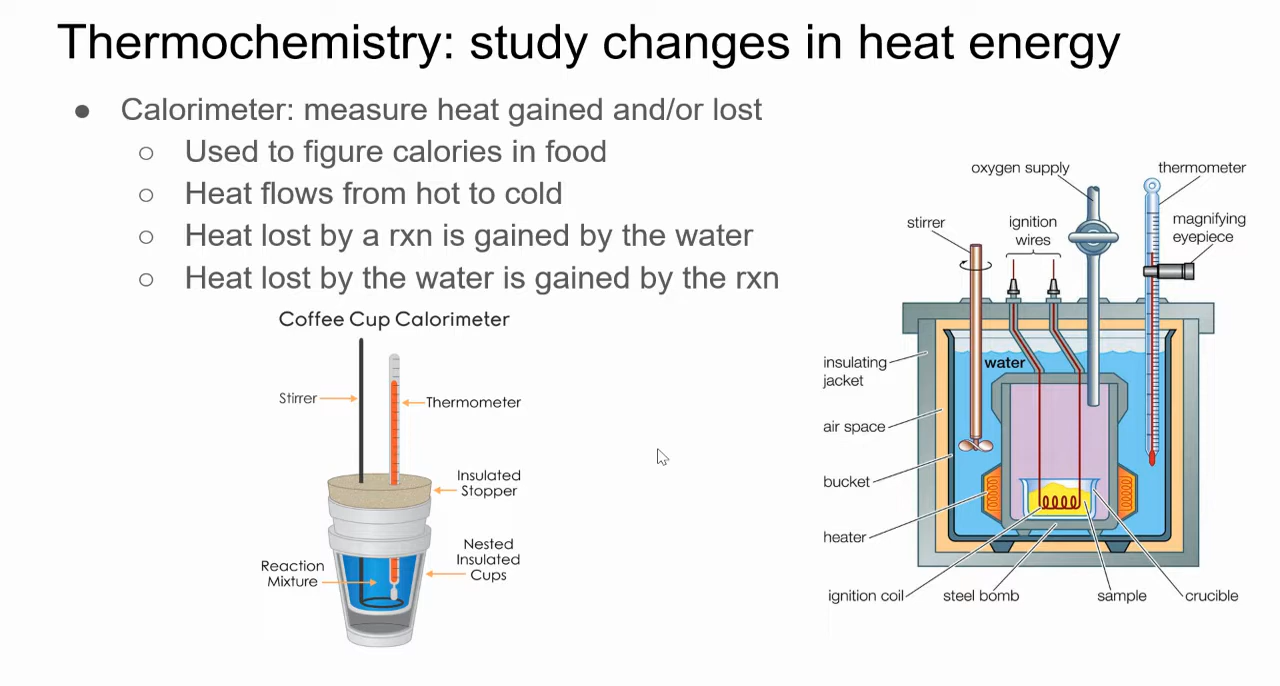 Thermochemistry: study changes in heat energy
● Calorimeter: measure heat gained and/or lost
○ Used to figure calories in food
○ Heat flows from hot to cold
○ Heat lost by a rxn is gained by the water
○ Heat lost by the water is gained by the rxn
Coffee Cup Calorimeter
Stirrer
Thermometer
Insulated
Stopper
Nested
Insulated
Cups
Reaction
Mixture
oxygen supply
thermometer
stirrer
ignition
wires
magnifying
eyepiece
insulating
jacket
water
air space
bucket
heater
ignition coil
steel bomb
sample
crucible